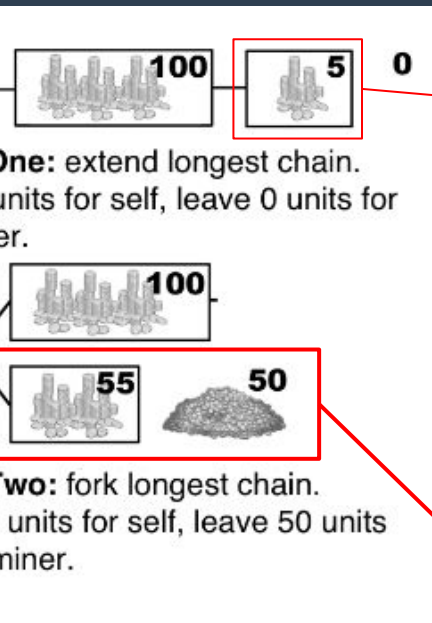 100 5 0
One: extend longest chain.
units for self, leave 0 units for
er.
100
55 50
Two: fork longest chain.
units for self, leave 50 units
miner.